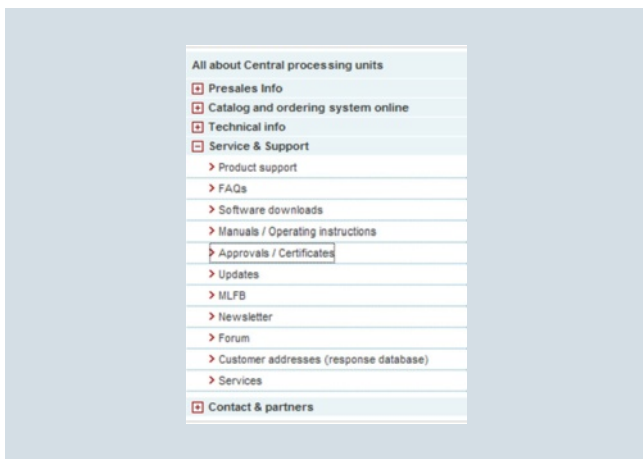 All about Central processing units
Presales Info
Catalog and ordering system online
Technical info
Service & Support
Product support
FAQs
Software downloads
Manuals / Operating instructions
Approvals / Certificates
Updates
MLFB
Newsletter
Forum
Customer addresses (response database)
Services
Contact & partners